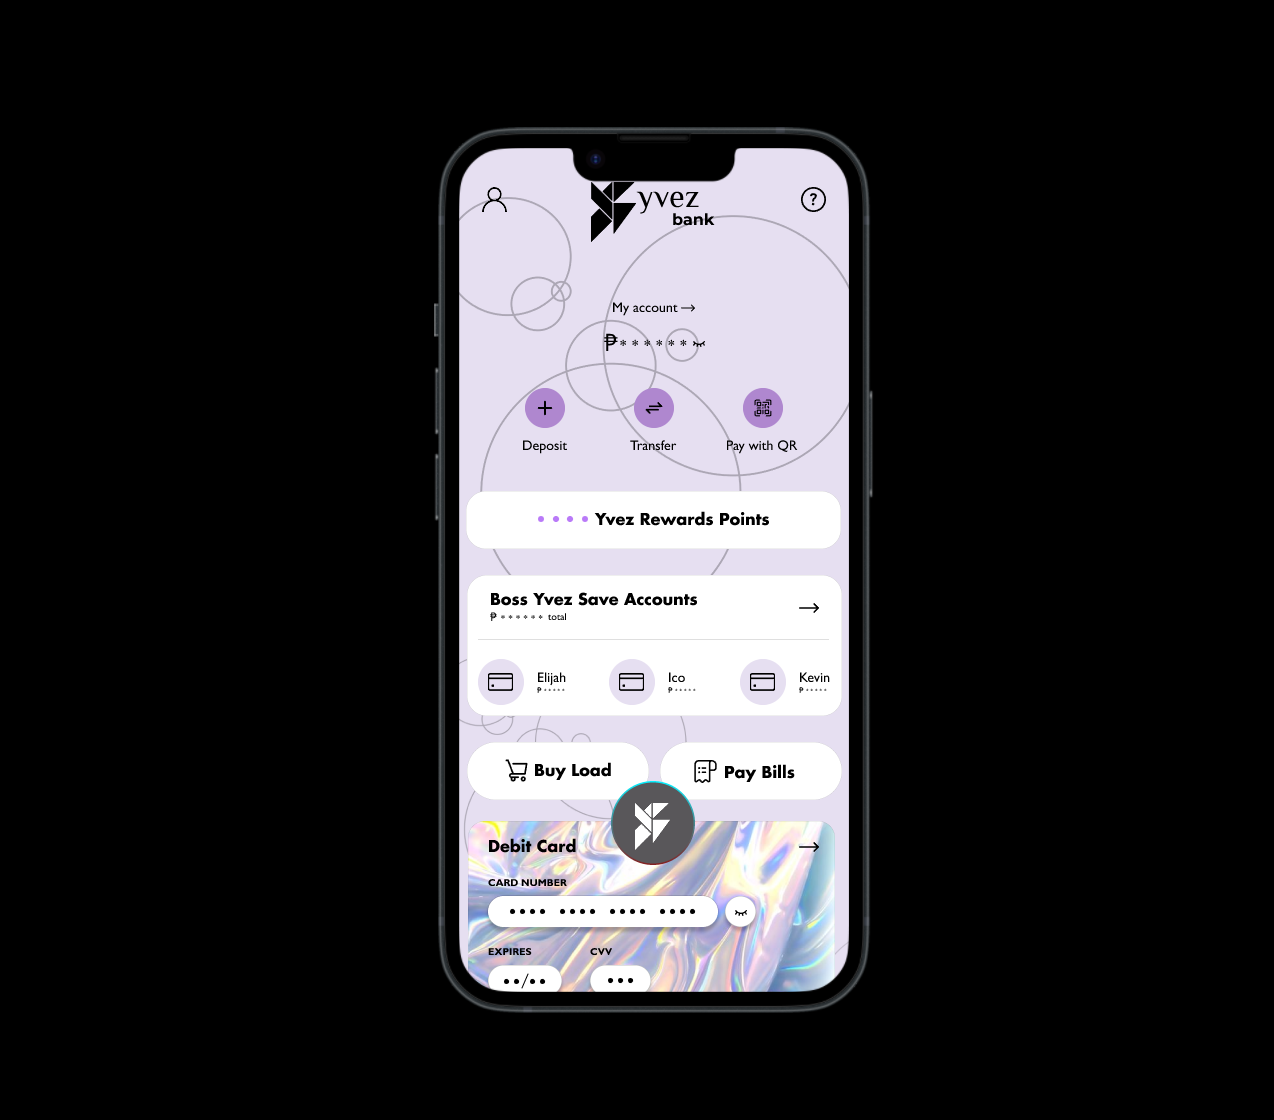 yvez
bank
?
My account →
₱******
Deposit
Transfer
Pay with QR
•••• Yvez Rewards Points
Boss Yvez Save Accounts
→
₱ ****** total
Elijah
₱ *****
Ico
₱ *****
Kevin
₱ *****
Buy Load
Pay Bills
Debit Card
→
CARD NUMBER
•••• •••• •••• ••••
EXPIRES
CVV
••/••
•••